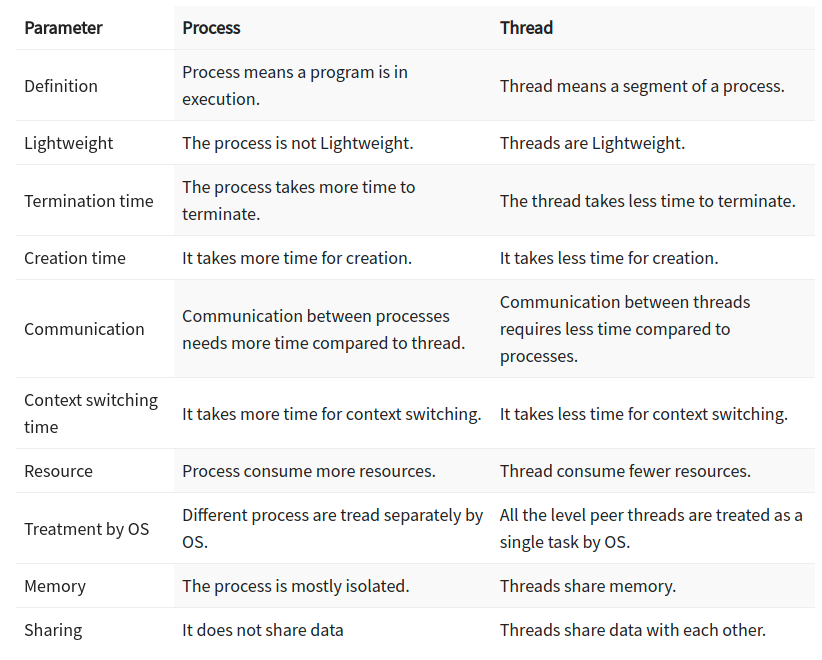 Parameter Process Thread
Definition Process means a program is in execution. Thread means a segment of a process.
Lightweight The process is not Lightweight. Threads are Lightweight.
Termination time The process takes more time to terminate. The thread takes less time to terminate.
Creation time It takes more time for creation. It takes less time for creation.
Communication Communication between processes needs more time compared to thread. Communication between threads requires less time compared to processes.
Context switching time It takes more time for context switching. It takes less time for context switching.
Resource Process consume more resources. Thread consume fewer resources.
Treatment by OS Different process are tread separately by OS. All the level peer threads are treated as a single task by OS.
Memory The process is mostly isolated. Threads share memory.
Sharing It does not share data Threads share data with each other.